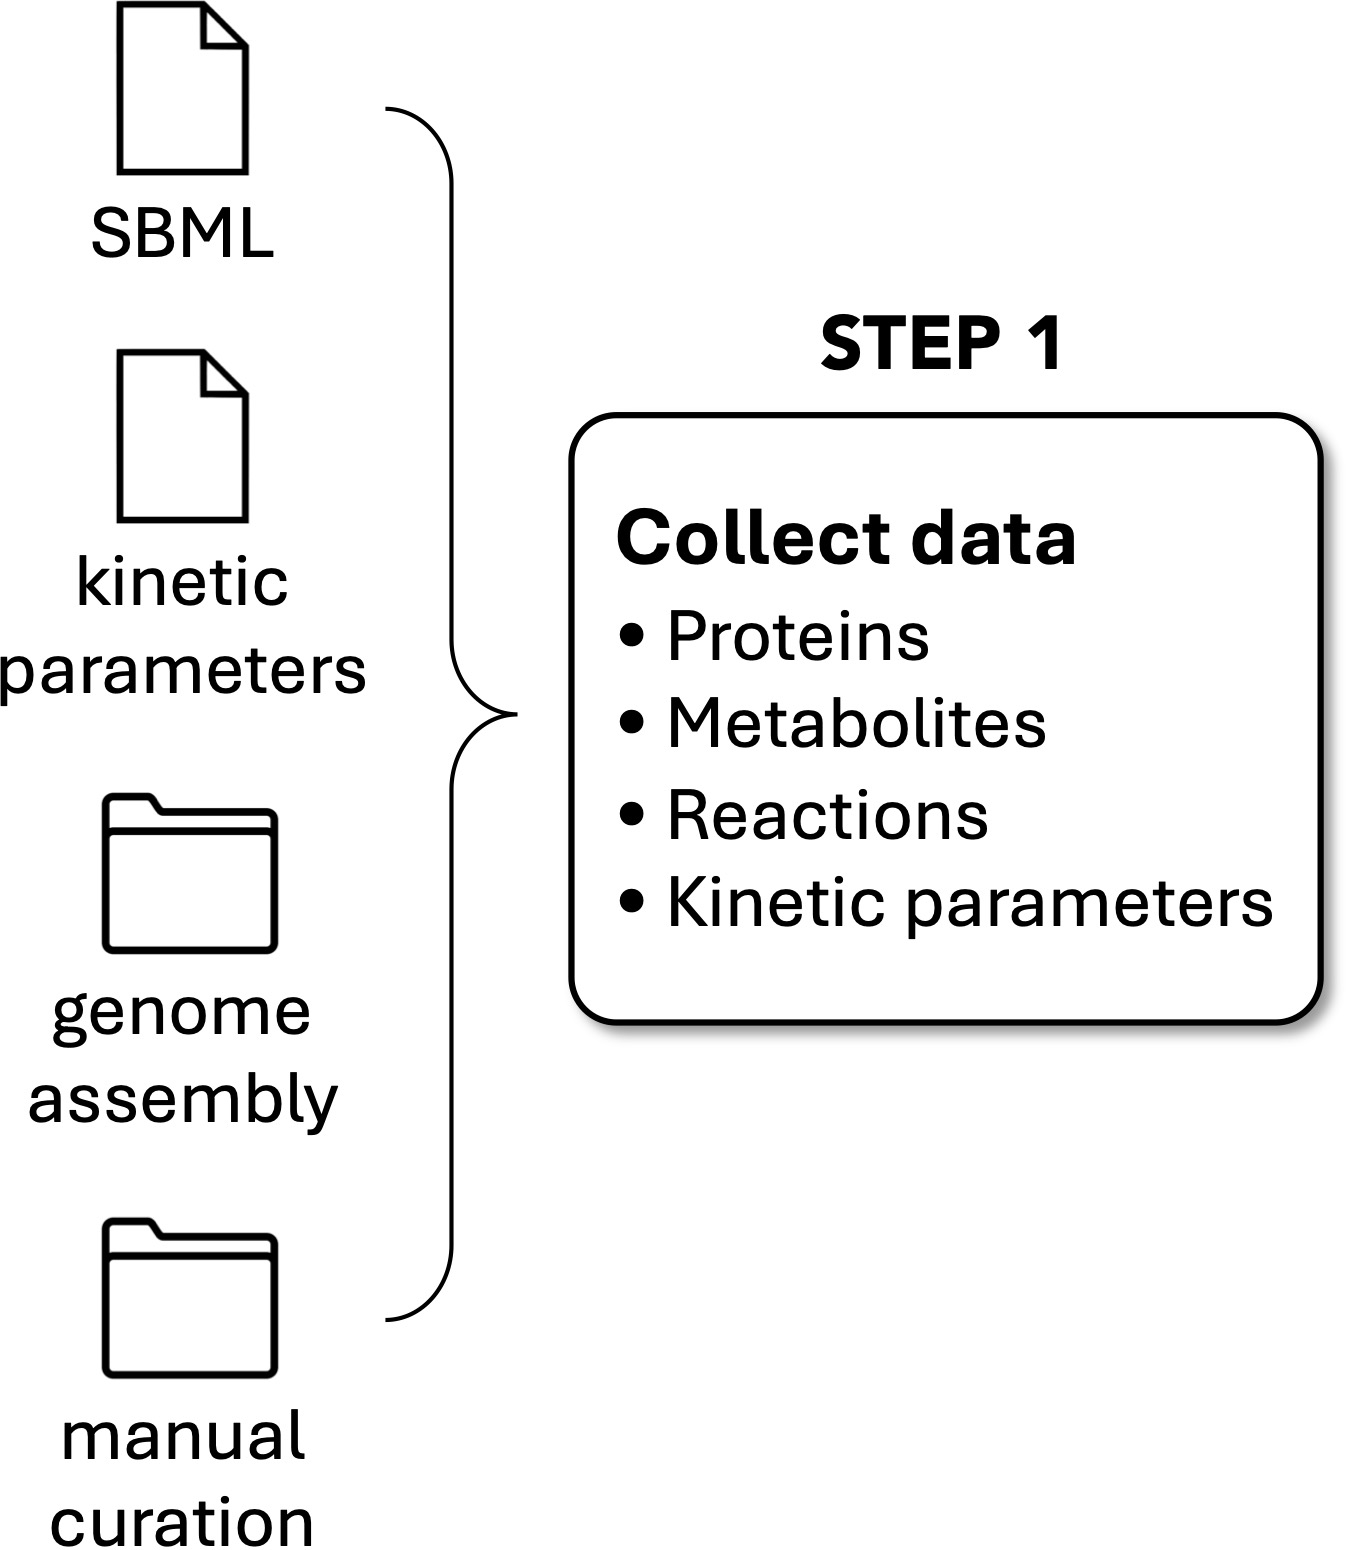 SBML
kinetic
parameters
genome
assembly
manual
curation
STEP 1
Collect data
• Proteins
• Metabolites
• Reactions
• Kinetic parameters